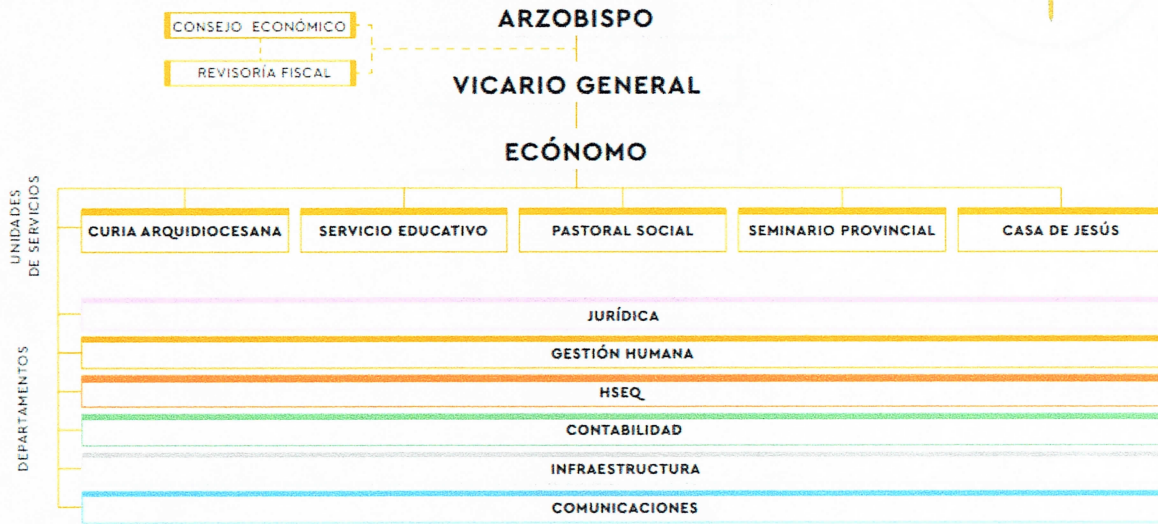 ARZOBISPO
CONSEJO ECONÓMICO
REVISORÍA FISCAL
VICARIO GENERAL
ECÓNOMO
UNIDADES
DE SERVICIOS
CURIA ARQUIDIOCESANA
SERVICIO EDUCATIVO
PASTORAL SOCIAL
SEMINARIO PROVINCIAL
CASA DE JESÚS
DEPARTAMENTOS
JURÍDICA
GESTIÓN HUMANA
HSEQ
CONTABILIDAD
INFRAESTRUCTURA
COMUNICACIONES